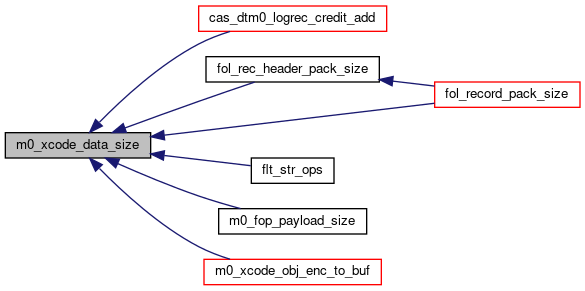 cas_dtm0_logrec_credit_add
fol_rec_header_pack_size
fol_record_pack_size
m0_xcode_data_size
flt_str_ops
m0_fop_payload_size
m0_xcode_obj_enc_to_buf